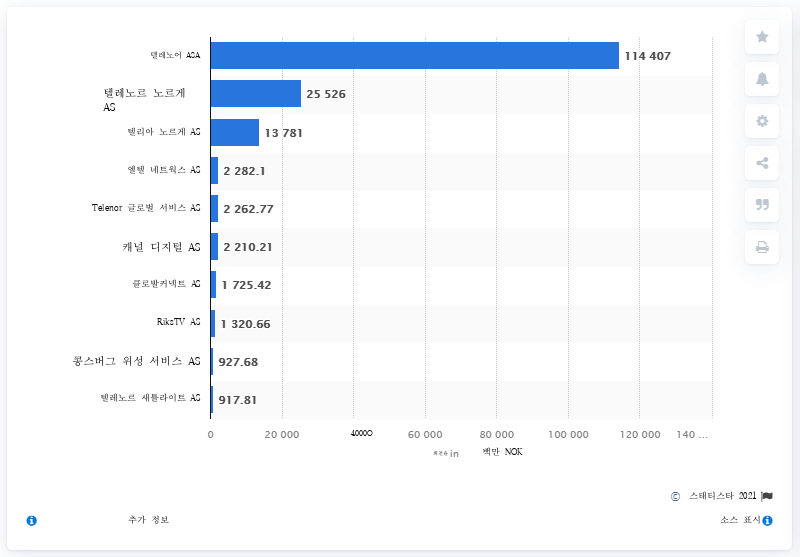 텔레노어 ASA
114 407
텔레노르 노르게
AS
25 526
텔리아 노르게 AS
13 781
엘텔 네트웍스 AS
2 282.1
Telenor 글로벌 서비스 AS
2 262.77
캐널 디지털 AS
2 210.21
글로발커넥트 AS
1 725.42
RiksTV AS
1 320.66
콩스버그 위성 서비스 AS
927.68
텔레노르 새틀라이트 AS
917.81
0 20 000 40000 60 000 80 000 100 000 120 000 140 ...
in 백만 NOK
© 스태티스타 2021
추가 정보 소스 표시